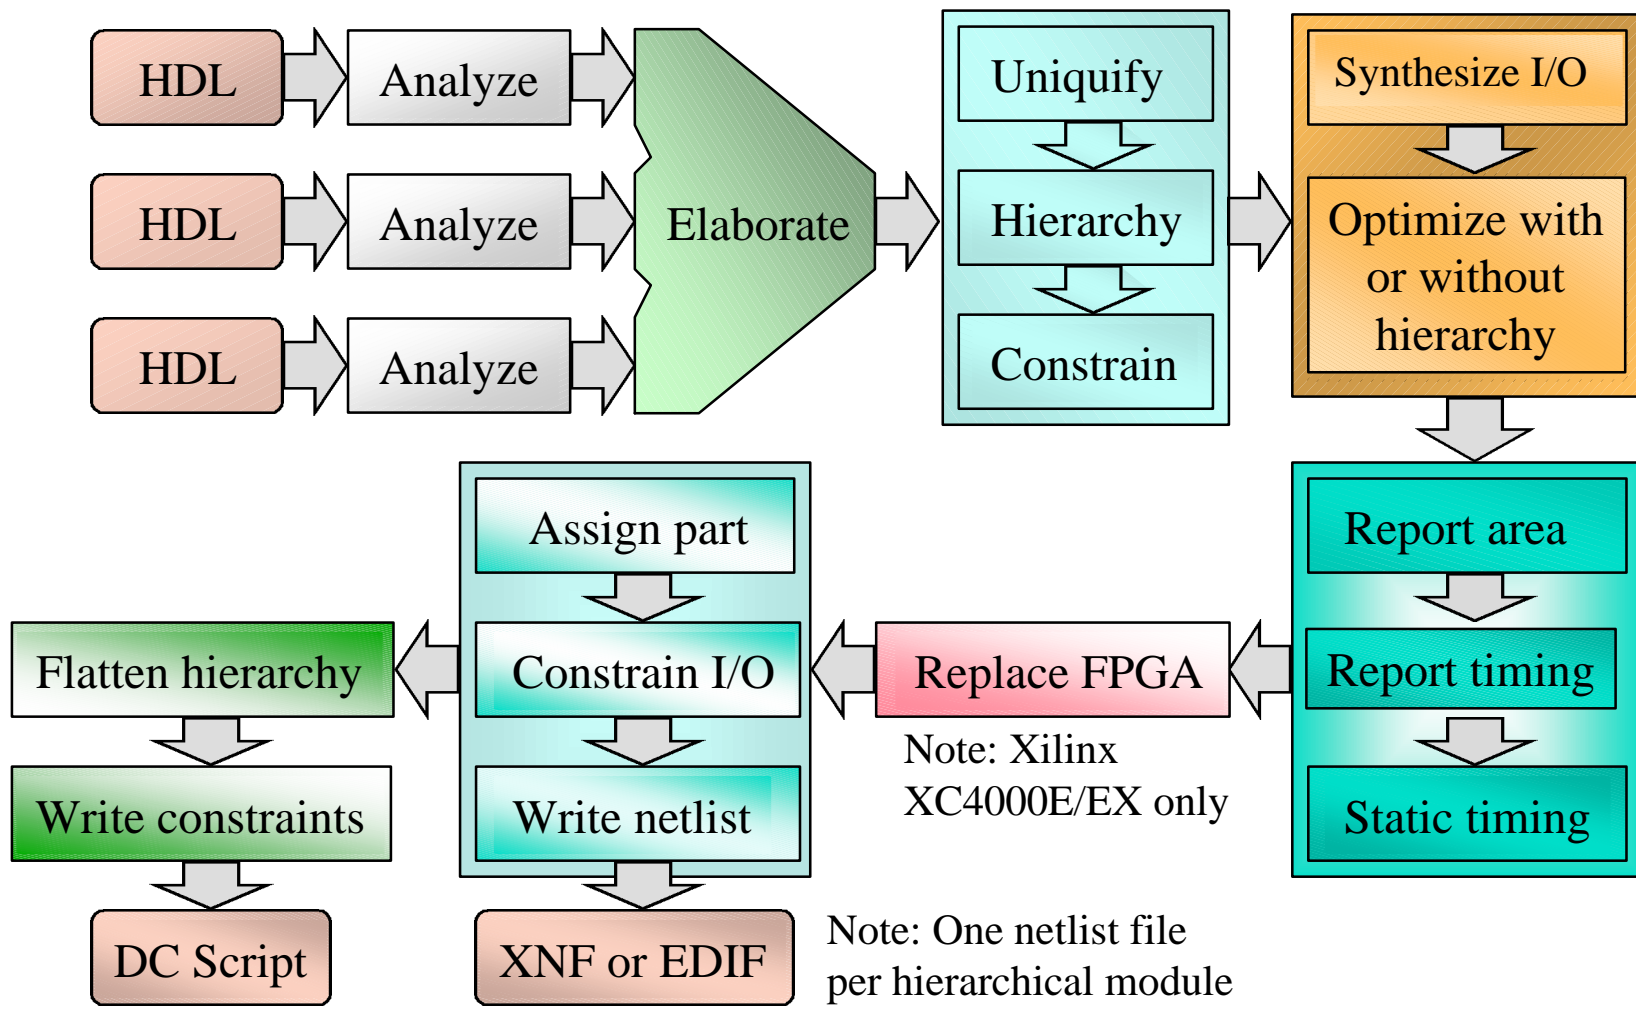 HDL
Analyze
HDL
Analyze
HDL
Analyze
Elaborate
Uniquify
Hierarchy
Constrain
Synthesize I/O
Optimize with
or without
hierarchy
Report area
Report timing
Static timing
Replace FPGA
Note: Xilinx
XC4000E/EX only
Assign part
Constrain I/O
Write netlist
XNF or EDIF
Note: One netlist file
per hierarchical module
Flatten hierarchy
Write constraints
DC Script